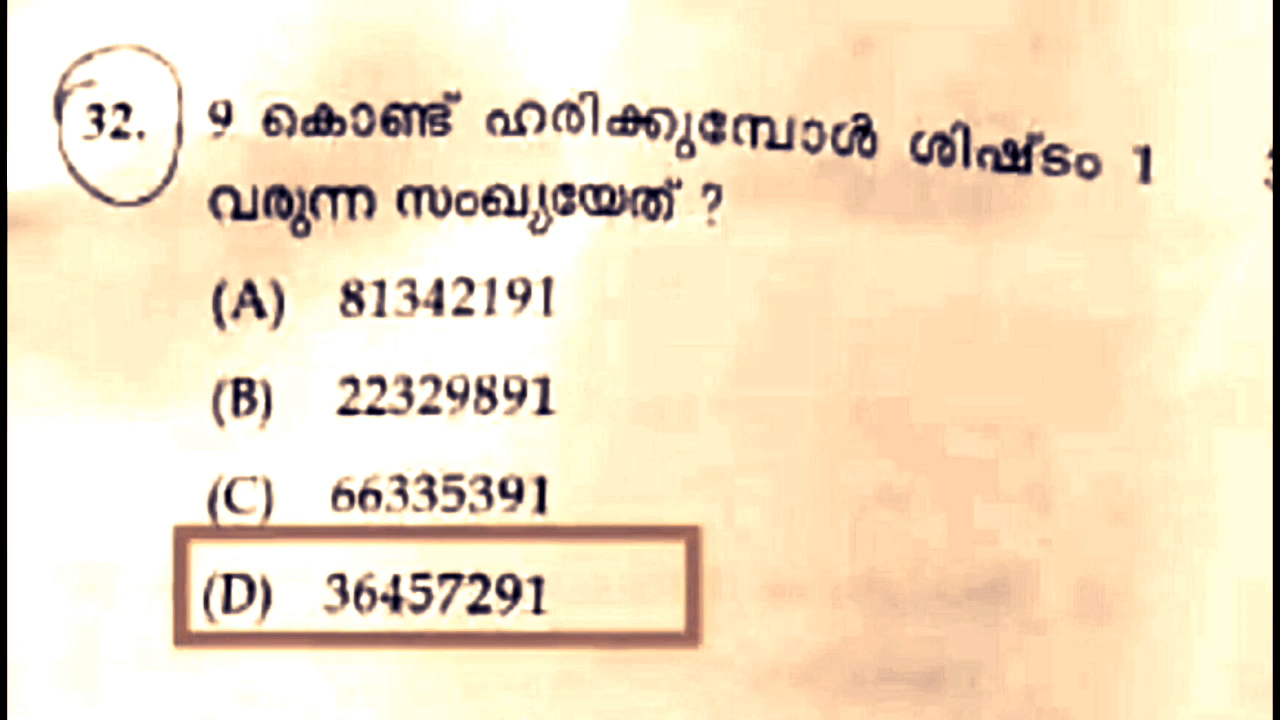 32. 9 കൊണ്ട് ഹരിക്കുമ്പോൾ ശിഷ്ടം 1
വരുന്ന സംഖ്യയേത് ?
(A) 81342191
(B) 22329891
(C) 66335391
(D) 36457291